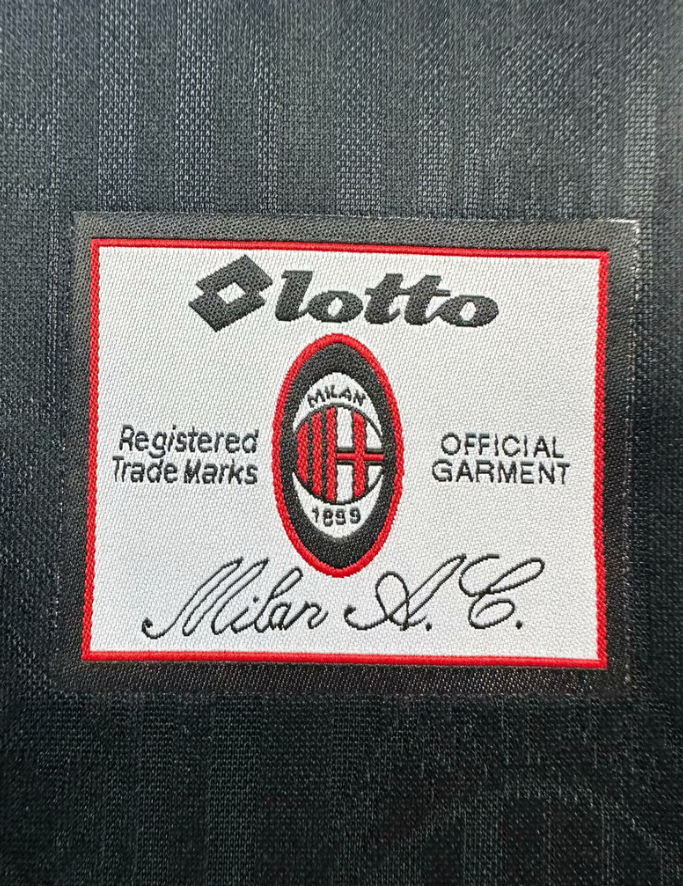 lotto
MILAN
1899
Registered
Trade Marks
OFFICIAL
GARMENT
Milan A.C.